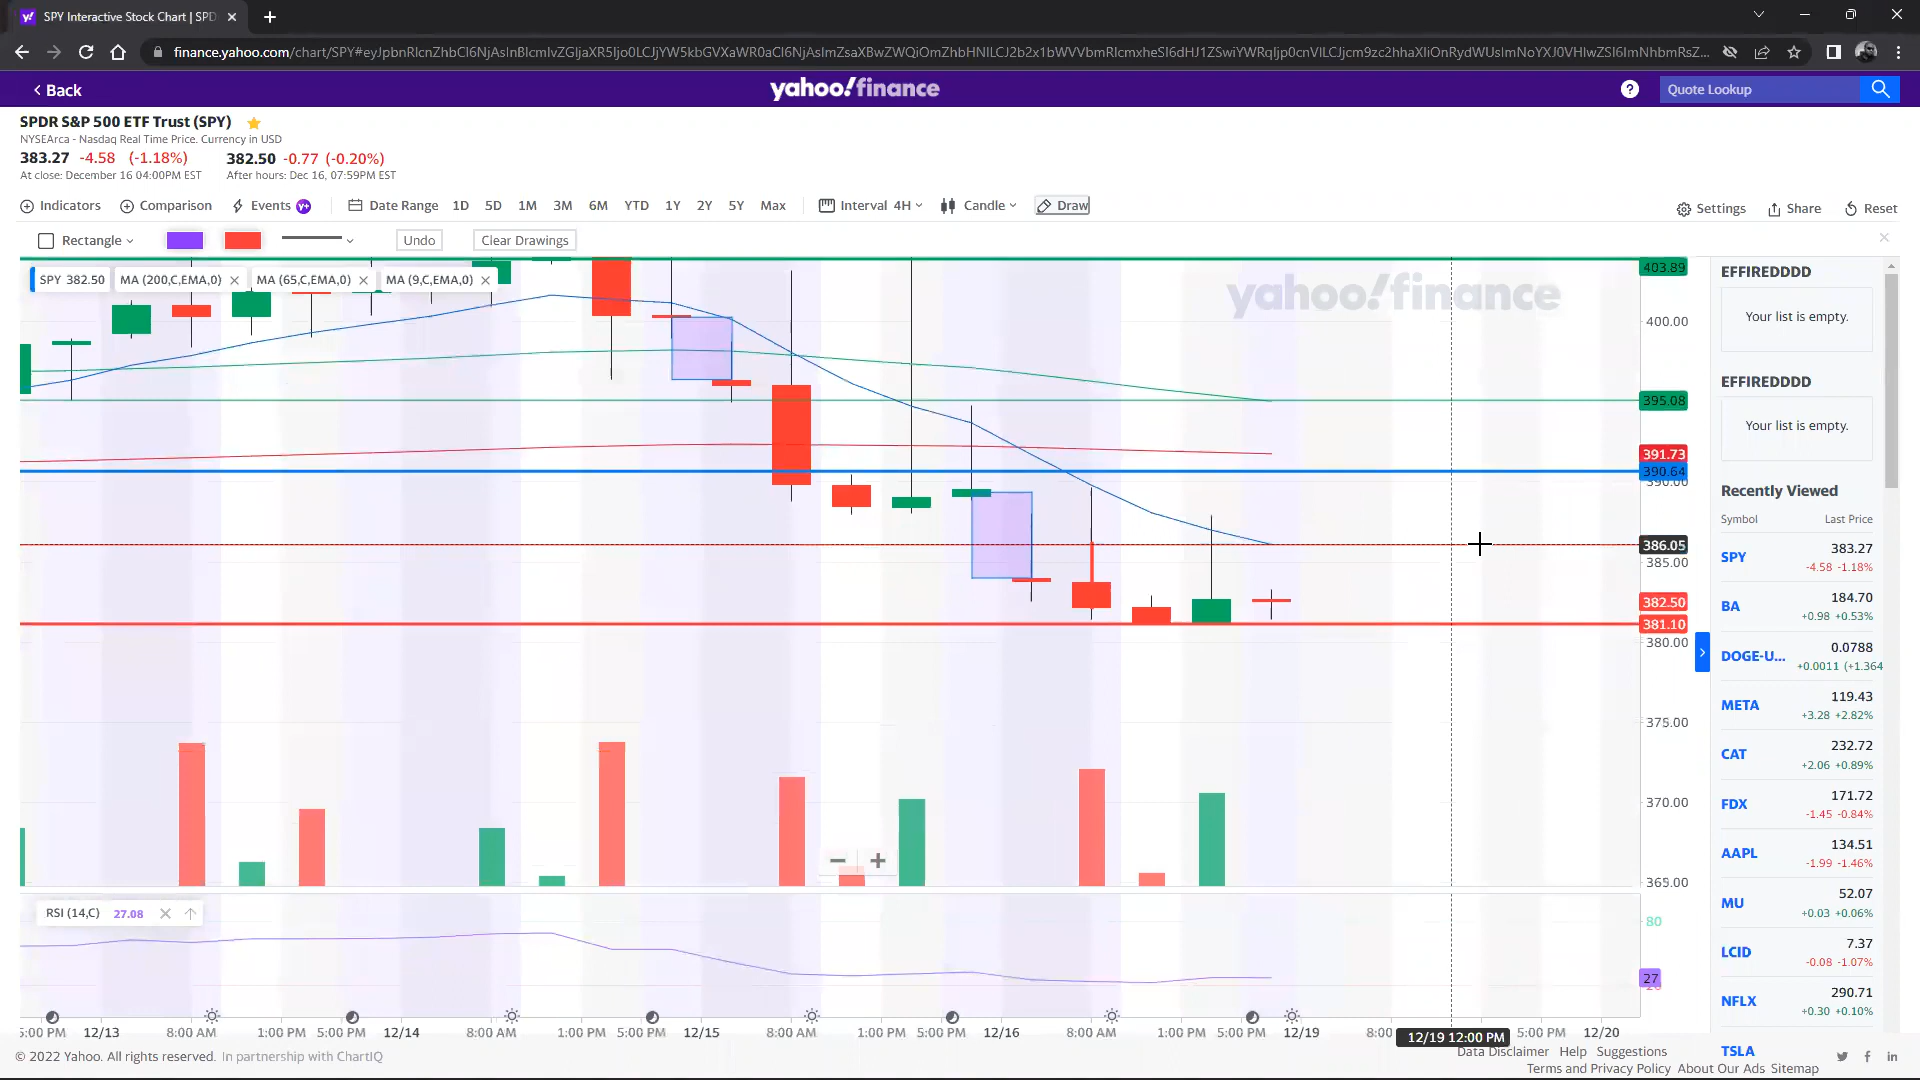 SPY Interactive Stock Chart | SPD
finance.yahoo.com
Back
yahoo!finance
Quote Lookup
SPDR S&P 500 ETF Trust (SPY)
NYSEArca - Nasdaq Real Time Price. Currency in USD
383.27 -4.58 (-1.18%) 382.50 -0.77 (-0.20%)
At close: December 16 04:00PM EST After hours: Dec 16, 07:59PM EST
Indicators Comparison Events Y+ Date Range 1D 5D 1M 3M 6M YTD 1Y 2Y 5Y Max Interval 4H Candle Draw Settings Share Reset
Rectangle Undo Clear Drawings
SPY 382.50 MA (200,C,EMA,0) MA (65,C,EMA,0) MA (9,C,EMA,0)
yahoo!finance
403.89
400.00
395.08
391.73
390.64
390.00
386.05
385.00
382.50
381.10
380.00
375.00
370.00
365.00
RSI (14,C) 27.08
80
27
5:00 PM 12/13 8:00 AM 1:00 PM 5:00 PM 12/14 8:00 AM 1:00 PM 5:00 PM 12/15 8:00 AM 1:00 PM 5:00 PM 12/16 8:00 AM 1:00 PM 5:00 PM 12/19 12/19 12:00 PM 5:00 PM 12/20
EFFIREDDDD
Your list is empty.
EFFIREDDDD
Your list is empty.
Recently Viewed
Symbol Last Price
SPY 383.27
-4.58 -1.18%
BA 184.70
+0.98 +0.53%
DOGE-U... 0.0788
+0.0011 (+1.364
META 119.43
+3.28 +2.82%
CAT 232.72
+2.06 +0.89%
FDX 171.72
-1.45 -0.84%
AAPL 134.51
-1.99 -1.46%
MU 52.07
+0.03 +0.06%
LCID 7.37
-0.08 -1.07%
NFLX 290.71
+0.30 +0.10%
TSLA
© 2022 Yahoo. All rights reserved. In partnership with ChartIQ
Data Disclaimer Help Suggestions
Terms and Privacy Policy About Our Ads Sitemap